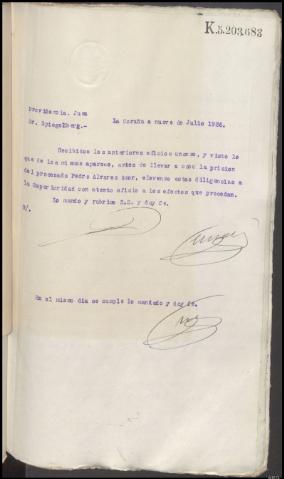 K.5.203.683
Providencia. Juez
Sr. Spiegelberg.-
La Coruña a nueve de Julio 1936.
Recibidos los anteriores oficios unanse, y visto lo
que de los mismos aparece, antes de llevar a cabo la prision
del procesado Pedro Alvarez Amor, elevense estas diligencias a
la Superioridad con atento oficio a los efectos que procedan.
Lo mando y rubrica S.S. y doy fe.
En el mismo dia se cumple lo mandado y doy fe.